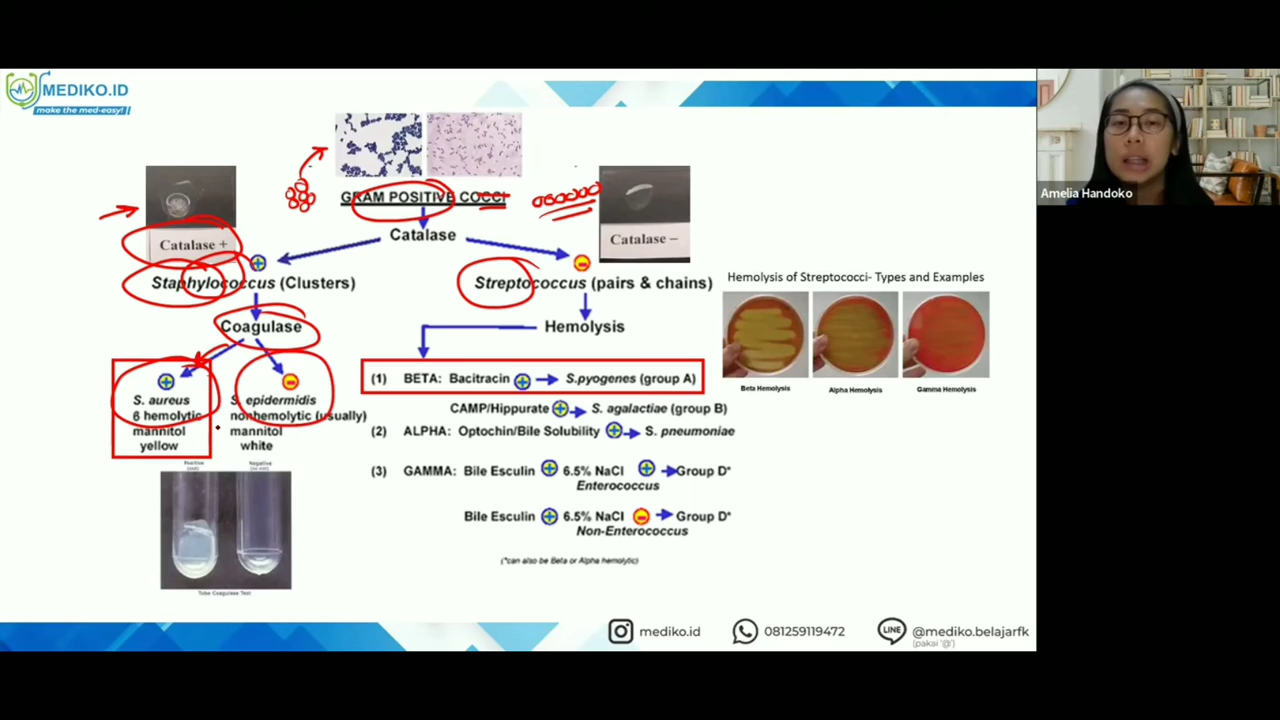 MEDIKO.ID
make the med-easy!
GRAM POSITIVE COCCI
Catalase +
Catalase −
Catalase
Staphylococcus (Clusters)
Streptococcus (pairs & chains)
Coagulase
Hemolysis
S. aureus
β hemolytic
mannitol
yellow
S. epidermidis
nonhemolytic (usually)
mannitol
white
(1) BETA: Bacitracin + S.pyogenes (group A)
CAMP/Hippurate + S. agalactiae (group B)
(2) ALPHA: Optochin/Bile Solubility + S. pneumoniae
(3) GAMMA: Bile Esculin + 6.5% NaCl + Group D*
Enterococcus
Bile Esculin + 6.5% NaCl − Group D*
Non-Enterococcus
(*can also be Beta or Alpha hemolytic)
Positive
Negative
Tube Coagulase Test
Hemolysis of Streptococci- Types and Examples
Beta Hemolysis
Alpha Hemolysis
Gamma Hemolysis
mediko.id
081259119472
LINE
@mediko.belajarfk
(pakai '@')
Amelia Handoko